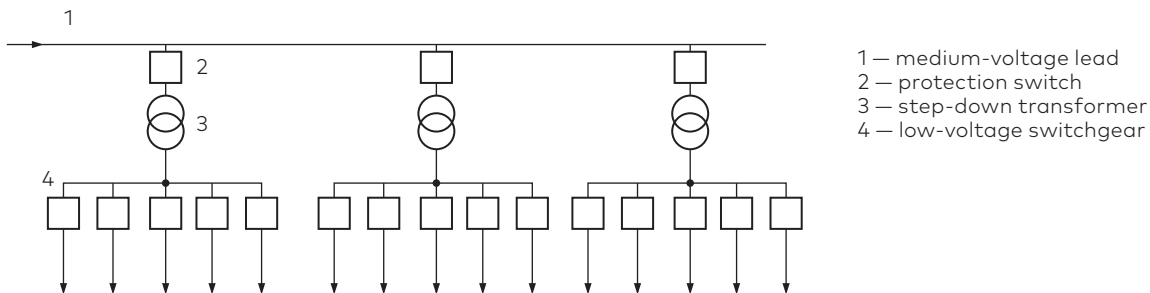 1
2
3
4
1 — medium-voltage lead
2 — protection switch
3 — step-down transformer
4 — low-voltage switchgear